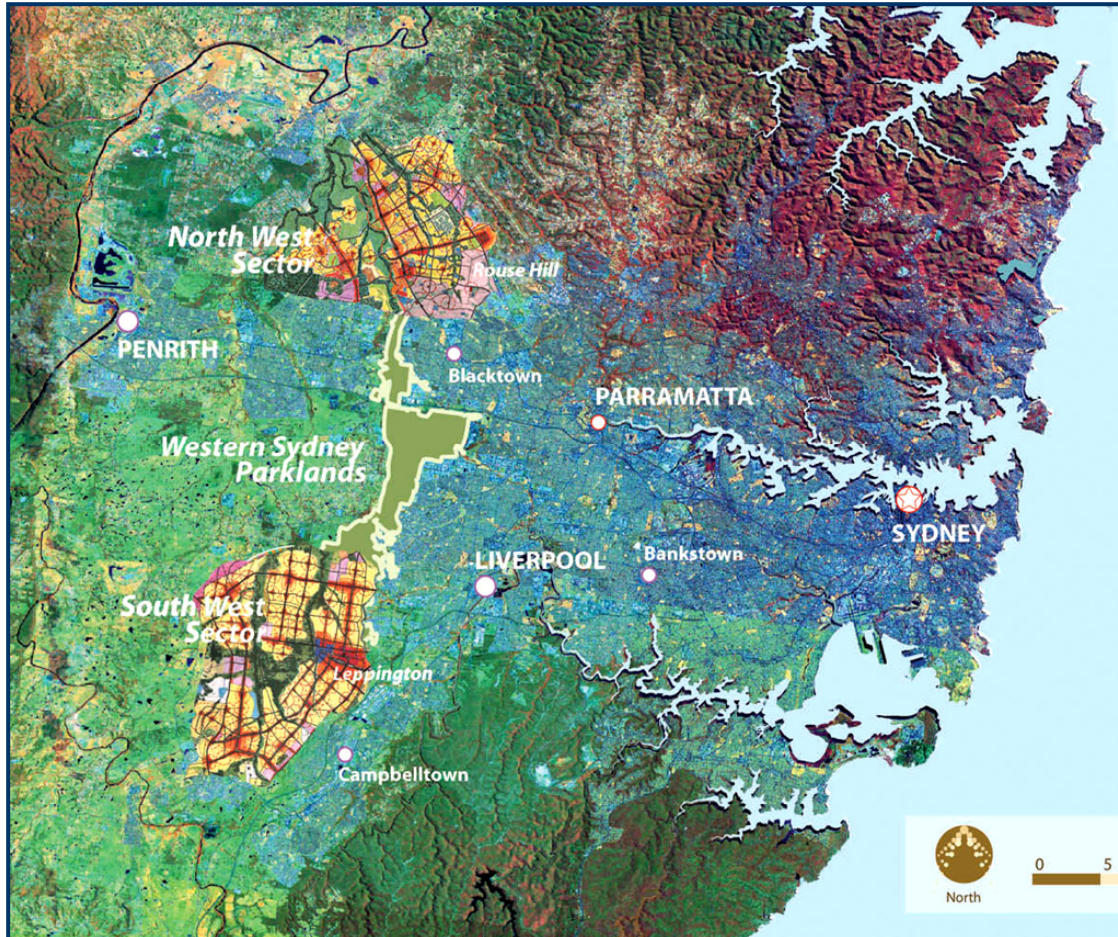 North West
Sector
Rouse Hill
PENRITH
Blacktown
PARRAMATTA
Western Sydney
Parklands
SYDNEY
LIVERPOOL
Bankstown
South West
Sector
Leppington
Campbelltown
0 5
North